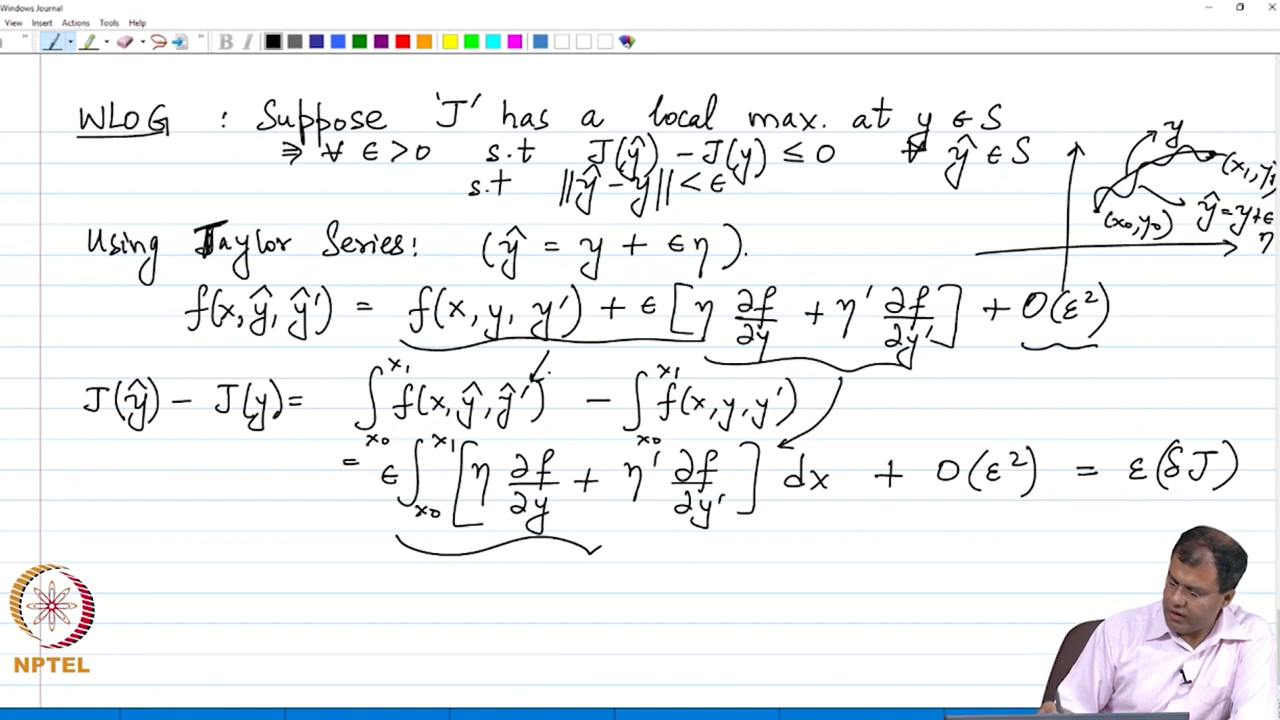 Windows Journal
View Insert Actions Tools Help
WLOG : Suppose 'J' has a local max. at y ∈ S
⇒ ∀ ϵ > 0 s.t J(ŷ) - J(y) ≤ 0 ∀ ŷ ∈ S
s.t ||ŷ - y|| < ϵ
y
(x1, y1)
(x0, y0)
ŷ = y + ϵ
η
Using Taylor Series: (ŷ = y + ϵη).
f(x, ŷ, ŷ') = f(x, y, y') + ϵ [η ∂f/∂y + η' ∂f/∂y'] + O(ε²)
J(ŷ) - J(y) = ∫_{x0}^{x1} f(x, ŷ, ŷ') - ∫_{x0}^{x1} f(x, y, y')
= ϵ ∫_{x0}^{x1} [η ∂f/∂y + η' ∂f/∂y'] dx + O(ε²) = ε(δJ)
NPTEL